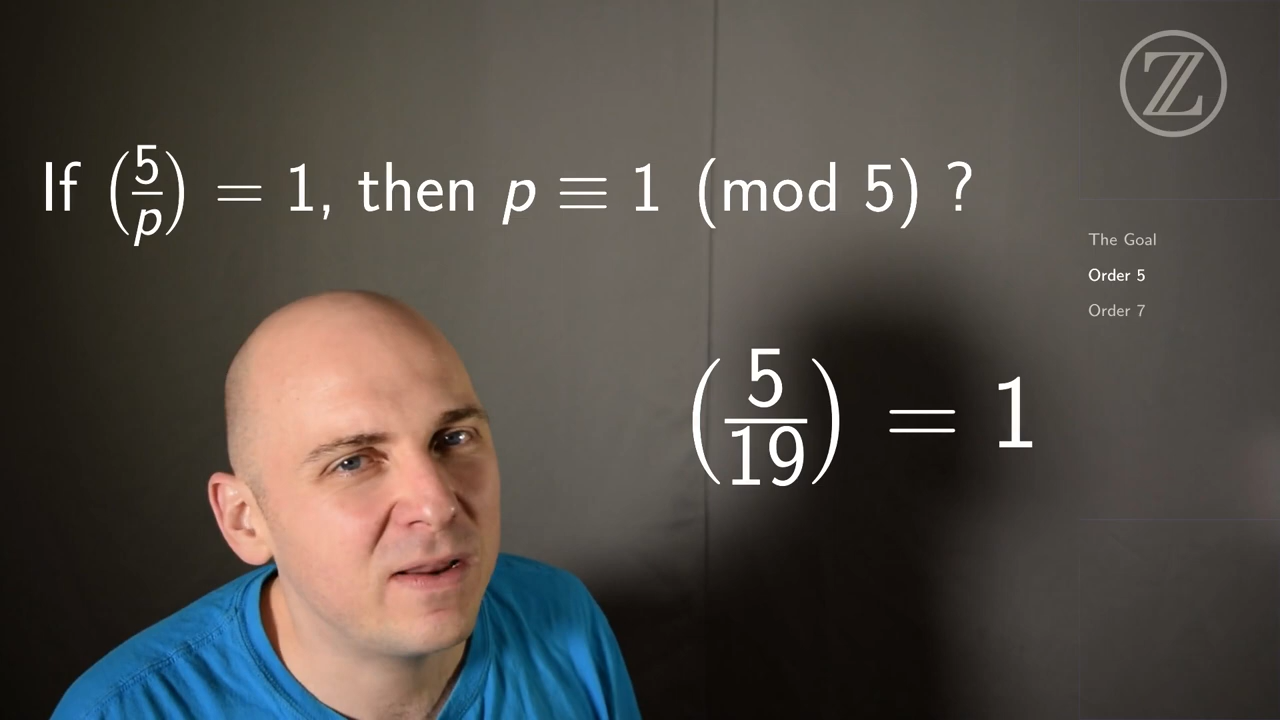 If (5/p) = 1, then p ≡ 1 (mod 5) ?
Z
The Goal
Order 5
Order 7
(5/19) = 1